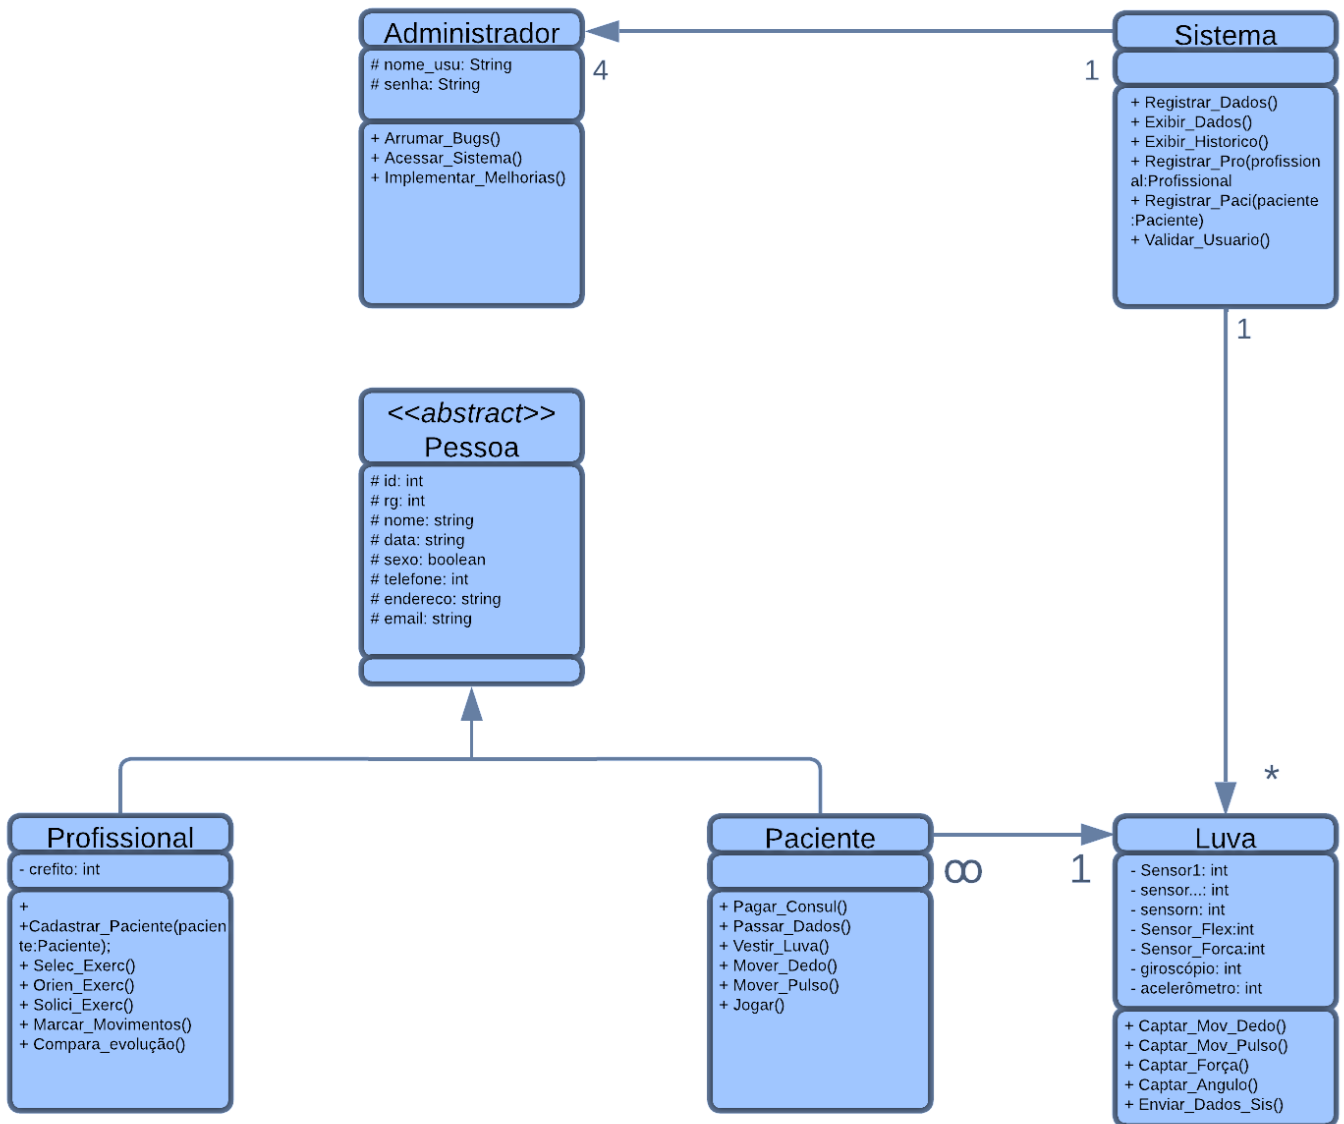 Administrador
# nome_usu: String
# senha: String
+ Arrumar_Bugs()
+ Acessar_Sistema()
+ Implementar_Melhorias()
4
1
Sistema
+ Registrar_Dados()
+ Exibir_Dados()
+ Exibir_Historico()
+ Registrar_Pro(profission
al:Profissional
+ Registrar_Paci(paciente
:Paciente)
+ Validar_Usuario()
1
*
<<abstract>>
Pessoa
# id: int
# rg: int
# nome: string
# data: string
# sexo: boolean
# telefone: int
# endereco: string
# email: string
Profissional
- crefito: int
+
+Cadastrar_Paciente(pacien
te:Paciente);
+ Selec_Exerc()
+ Orien_Exerc()
+ Solici_Exerc()
+ Marcar_Movimentos()
+ Compara_evolução()
Paciente
+ Pagar_Consul()
+ Passar_Dados()
+ Vestir_Luva()
+ Mover_Dedo()
+ Mover_Pulso()
+ Jogar()
∞
1
Luva
- Sensor1: int
- sensor...: int
- sensorn: int
- Sensor_Flex:int
- Sensor_Forca:int
- giroscópio: int
- acelerômetro: int
+ Captar_Mov_Dedo()
+ Captar_Mov_Pulso()
+ Captar_Força()
+ Captar_Angulo()
+ Enviar_Dados_Sis()